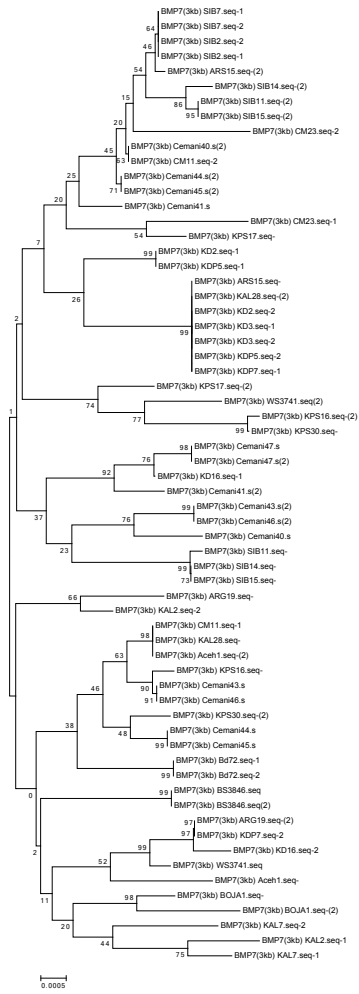 BMP7(3kb) SIB7.seq-1
BMP7(3kb) SIB7.seq-2
BMP7(3kb) SIB2.seq-2
BMP7(3kb) SIB2.seq-1
BMP7(3kb) ARS15.seq-(2)
BMP7(3kb) SIB14.seq-(2)
BMP7(3kb) SIB11.seq-(2)
BMP7(3kb) SIB15.seq-(2)
BMP7(3kb) CM23.seq-2
BMP7(3kb) Cemani40.s(2)
BMP7(3kb) CM11.seq-2
BMP7(3kb) Cemani44.s(2)
BMP7(3kb) Cemani45.s(2)
BMP7(3kb) Cemani41.s
BMP7(3kb) CM23.seq-1
BMP7(3kb) KPS17.seq-
BMP7(3kb) KD2.seq-1
BMP7(3kb) KDP5.seq-1
BMP7(3kb) ARS15.seq-
BMP7(3kb) KAL28.seq-(2)
BMP7(3kb) KD2.seq-2
BMP7(3kb) KD3.seq-1
BMP7(3kb) KD3.seq-2
BMP7(3kb) KDP5.seq-2
BMP7(3kb) KDP7.seq-1
BMP7(3kb) KPS17.seq-(2)
BMP7(3kb) WS3741.seq(2)
BMP7(3kb) KPS16.seq-(2)
BMP7(3kb) KPS30.seq-
BMP7(3kb) Cemani47.s
BMP7(3kb) Cemani47.s(2)
BMP7(3kb) KD16.seq-1
BMP7(3kb) Cemani41.s(2)
BMP7(3kb) Cemani43.s(2)
BMP7(3kb) Cemani46.s(2)
BMP7(3kb) Cemani40.s
BMP7(3kb) SIB11.seq-
BMP7(3kb) SIB14.seq-
BMP7(3kb) SIB15.seq-
BMP7(3kb) ARG19.seq-
BMP7(3kb) KAL2.seq-2
BMP7(3kb) CM11.seq-1
BMP7(3kb) KAL28.seq-
BMP7(3kb) Aceh1.seq-(2)
BMP7(3kb) KPS16.seq-
BMP7(3kb) Cemani43.s
BMP7(3kb) Cemani46.s
BMP7(3kb) KPS30.seq-(2)
BMP7(3kb) Cemani44.s
BMP7(3kb) Cemani45.s
BMP7(3kb) Bd72.seq-1
BMP7(3kb) Bd72.seq-2
BMP7(3kb) BS3846.seq
BMP7(3kb) BS3846.seq(2)
BMP7(3kb) ARG19.seq-(2)
BMP7(3kb) KDP7.seq-2
BMP7(3kb) KD16.seq-2
BMP7(3kb) WS3741.seq
BMP7(3kb) Aceh1.seq-
BMP7(3kb) BOJA1.seq-
BMP7(3kb) BOJA1.seq-(2)
BMP7(3kb) KAL7.seq-2
BMP7(3kb) KAL2.seq-1
BMP7(3kb) KAL7.seq-1
64
46
54
86
95
15
20
53
45
71
25
20
54
7
99
26
99
2
74
77
99
1
98
76
92
37
99
76
23
99
73
66
98
63
90
91
46
48
99
38
99
0
99
2
97
97
99
52
11
98
20
44
75
0.0005